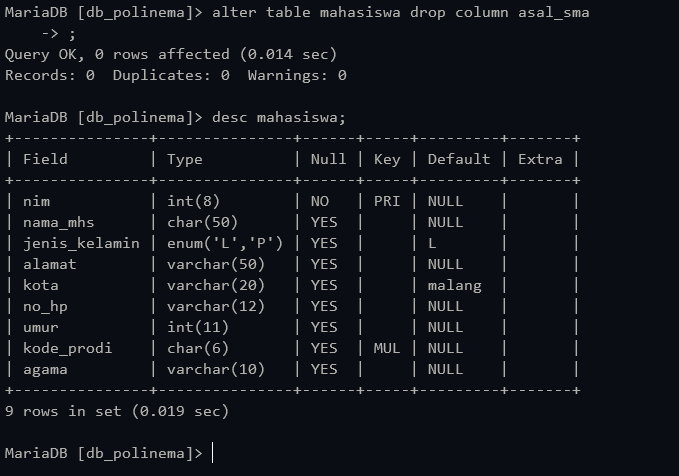 MariaDB [db_polinema]> alter table mahasiswa drop column asal_sma
    -> ;
Query OK, 0 rows affected (0.014 sec)
Records: 0  Duplicates: 0  Warnings: 0

MariaDB [db_polinema]> desc mahasiswa;
+---------------+---------------+------+-----+---------+-------+
| Field         | Type          | Null | Key | Default | Extra |
+---------------+---------------+------+-----+---------+-------+
| nim           | int(8)        | NO   | PRI | NULL    |       |
| nama_mhs      | char(50)      | YES  |     | NULL    |       |
| jenis_kelamin | enum('L','P') | YES  |     | L       |       |
| alamat        | varchar(50)   | YES  |     | NULL    |       |
| kota          | varchar(20)   | YES  |     | malang  |       |
| no_hp         | varchar(12)   | YES  |     | NULL    |       |
| umur          | int(11)       | YES  |     | NULL    |       |
| kode_prodi    | char(6)       | YES  | MUL | NULL    |       |
| agama         | varchar(10)   | YES  |     | NULL    |       |
+---------------+---------------+------+-----+---------+-------+
9 rows in set (0.019 sec)

MariaDB [db_polinema]>